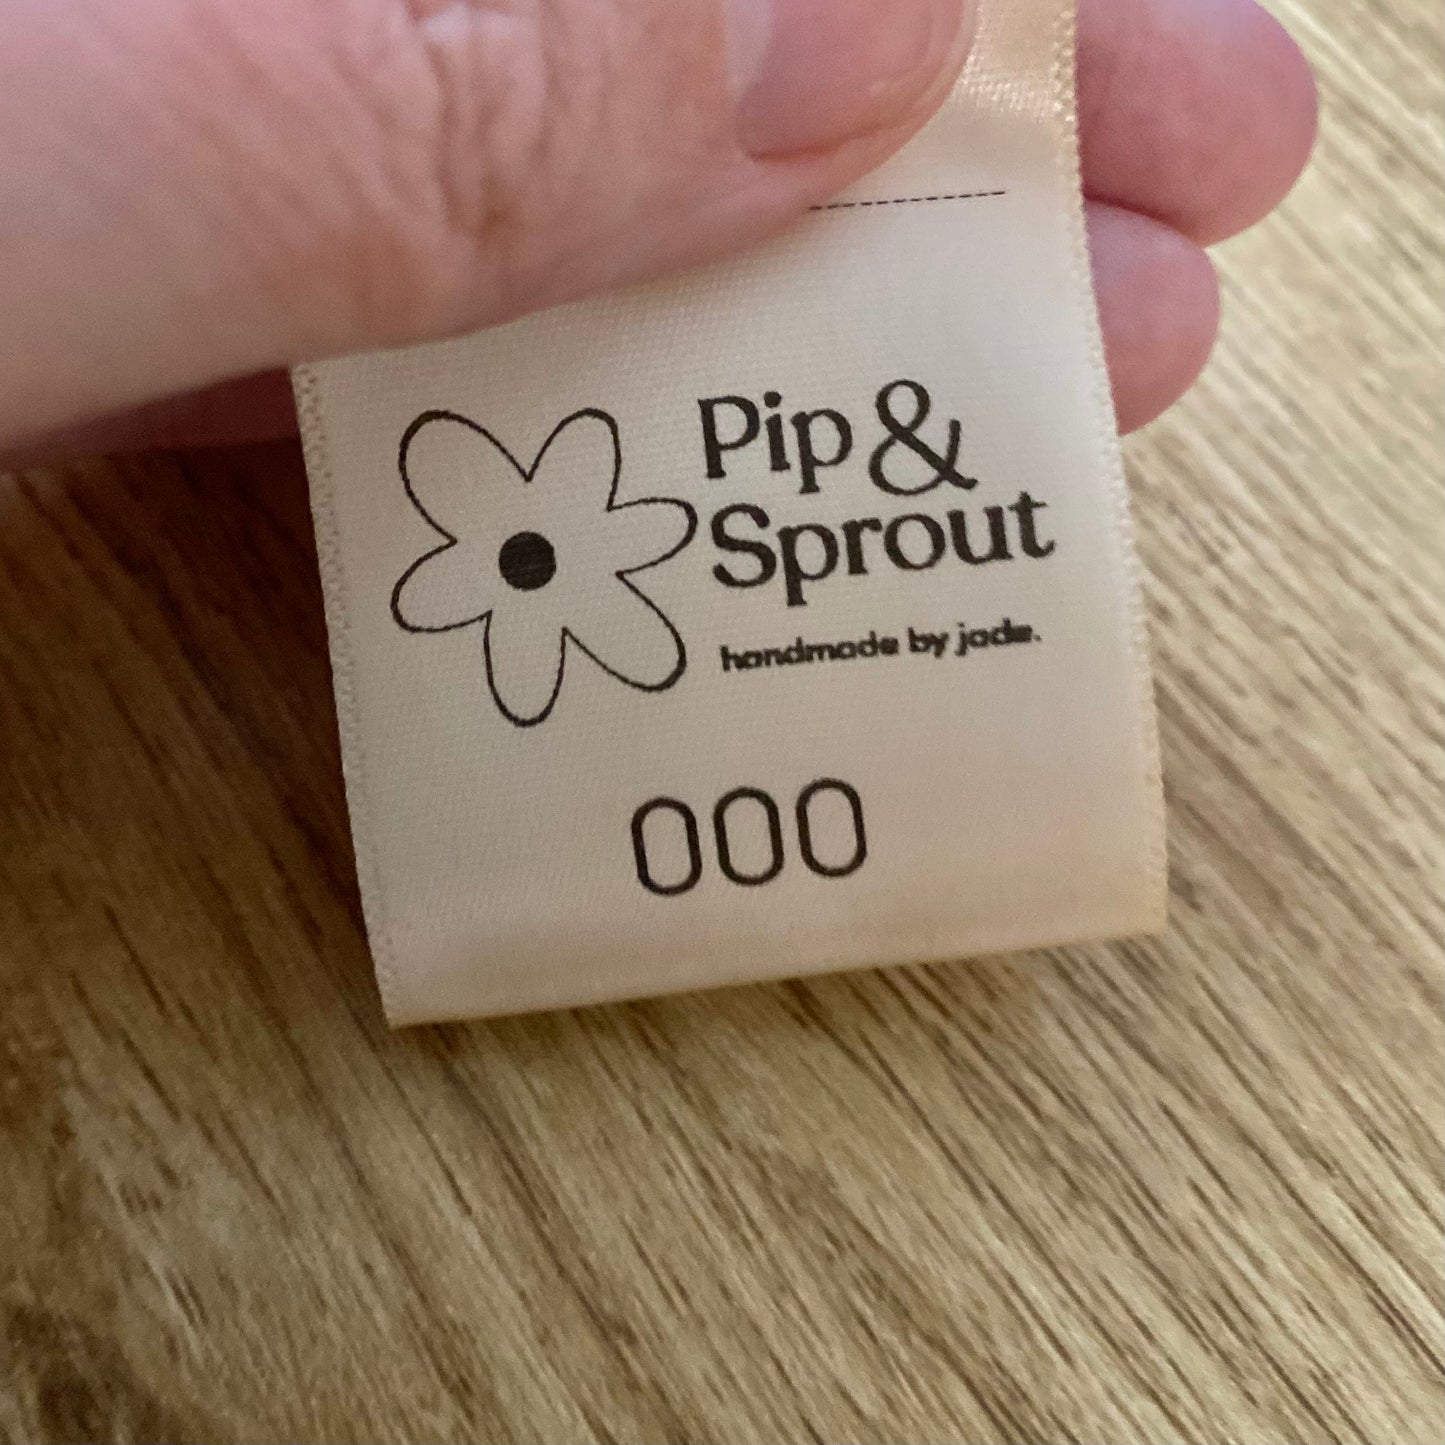 Pip &
Sprout
handmade by jade.
000